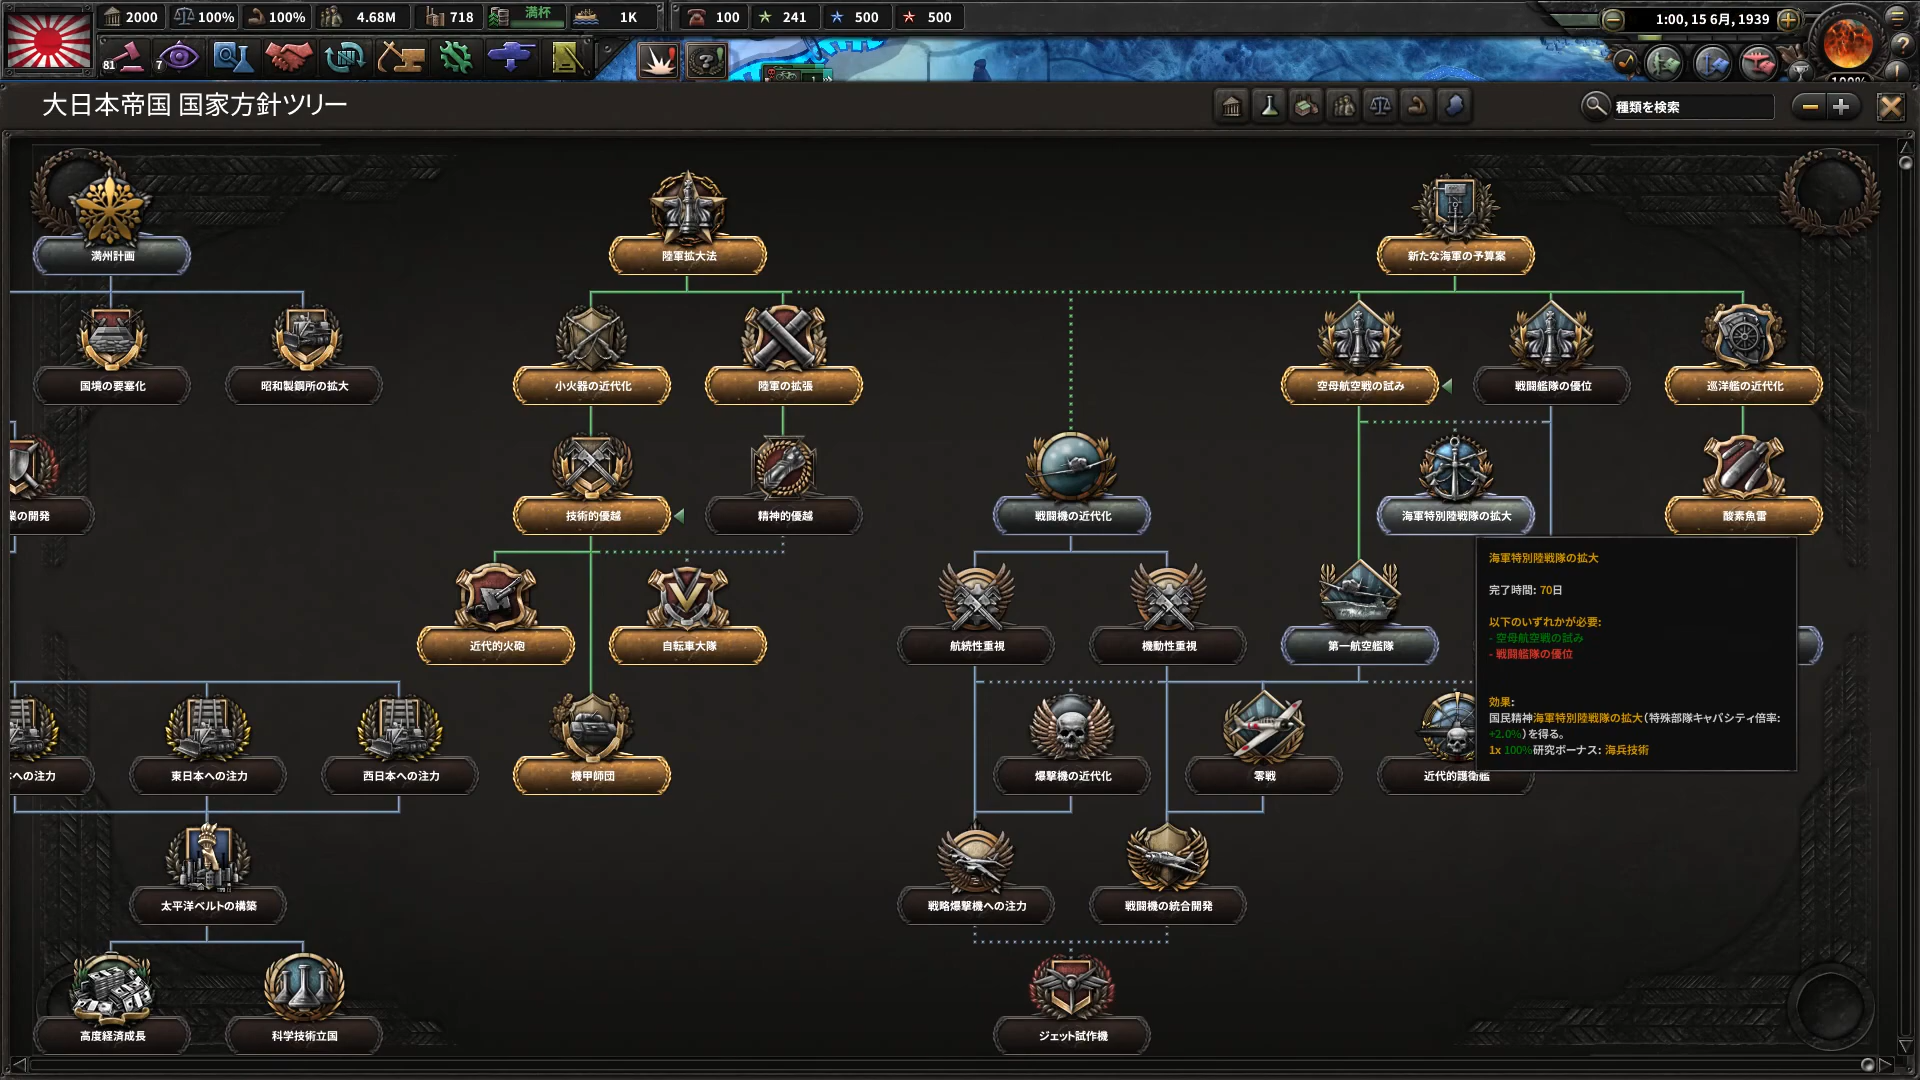 2000
100%
100%
4.68M
718
満杯
1K
100
241
500
500
1:00, 15 6月, 1939
81
7
100%
大日本帝国 国家方針ツリー
種類を検索
満州計画
陸軍拡大法
新たな海軍の予算案
国境の要塞化
昭和製鋼所の拡大
小火器の近代化
陸軍の拡張
空母航空戦の試み
戦闘艦隊の優位
巡洋艦の近代化
業の開発
技術的優越
精神的優越
戦闘機の近代化
海軍特別陸戦隊の拡大
酸素魚雷
近代的火砲
自転車大隊
航続性重視
機動性重視
第一航空艦隊
海軍特別陸戦隊の拡大
完了時間: 70日
以下のいずれかが必要:
- 空母航空戦の試み
- 戦闘艦隊の優位
効果:
国民精神海軍特別陸戦隊の拡大(特殊部隊キャパシティ倍率:
+2.0%)を得る。
1x 100%研究ボーナス: 海兵技術
への注力
東日本への注力
西日本への注力
機甲師団
爆撃機の近代化
零戦
近代的護衛艦
太平洋ベルトの構築
戦略爆撃機への注力
戦闘機の統合開発
高度経済成長
科学技術立国
ジェット試作機